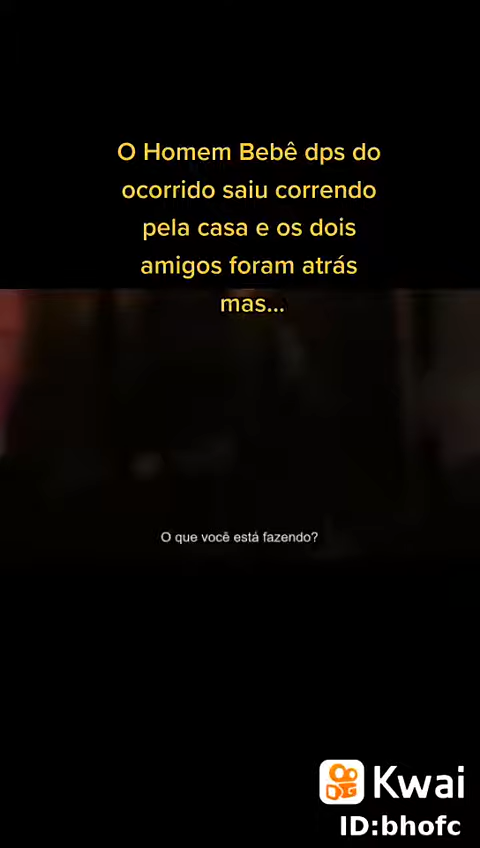 O Homem Bebê dps do
ocorrido saiu correndo
pela casa e os dois
amigos foram atrás
mas...
O que você está fazendo?
Kwai
ID:bhofc